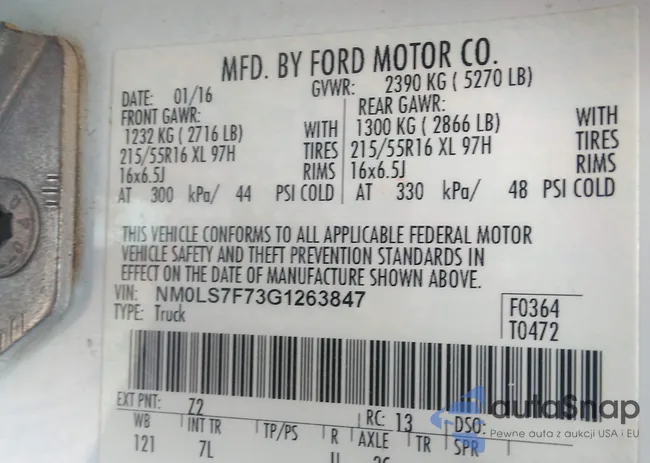 MFD. BY FORD MOTOR CO.
DATE: 01/16 GVWR: 2390 KG ( 5270 LB)
FRONT GAWR: REAR GAWR:
1232 KG ( 2716 LB) WITH 1300 KG ( 2866 LB) WITH
215/55R16 XL 97H TIRES 215/55R16 XL 97H TIRES
16x6.5J RIMS 16x6.5J RIMS
AT 300 kPa/ 44 PSI COLD AT 330 kPa/ 48 PSI COLD
THIS VEHICLE CONFORMS TO ALL APPLICABLE FEDERAL MOTOR
VEHICLE SAFETY AND THEFT PREVENTION STANDARDS IN
EFFECT ON THE DATE OF MANUFACTURE SHOWN ABOVE.
VIN: NM0LS7F73G1263847 F0364
TYPE: Truck T0472
EXT PNT: Z2 RC: 13 DSO:
WB INT TR TP/PS R AXLE TR SPR
121 7L
autoSnap
Pewne auta z aukcji USA i EU